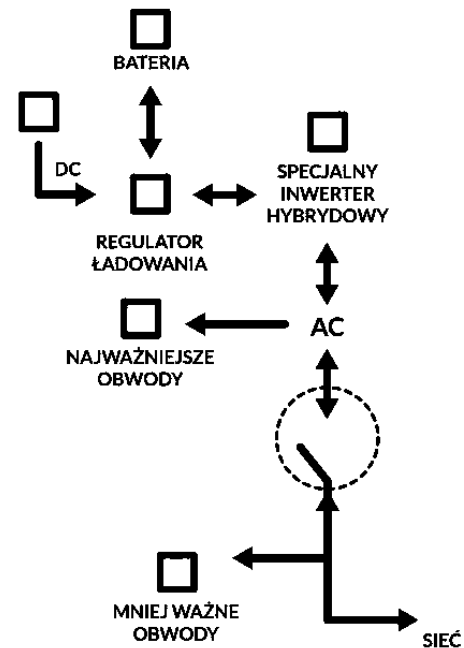 BATERIA
DC
SPECJALNY
INWERTER
HYBRYDOWY
REGULATOR
ŁADOWANIA
AC
NAJWAŻNIEJSZE
OBWODY
MNIEJ WAŻNE
OBWODY
SIEĆ